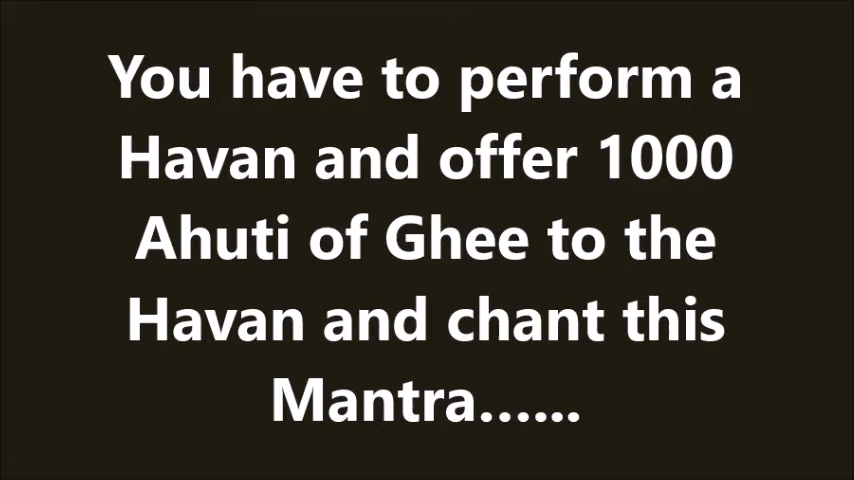 You have to perform a
Havan and offer 1000
Ahuti of Ghee to the
Havan and chant this
Mantra......